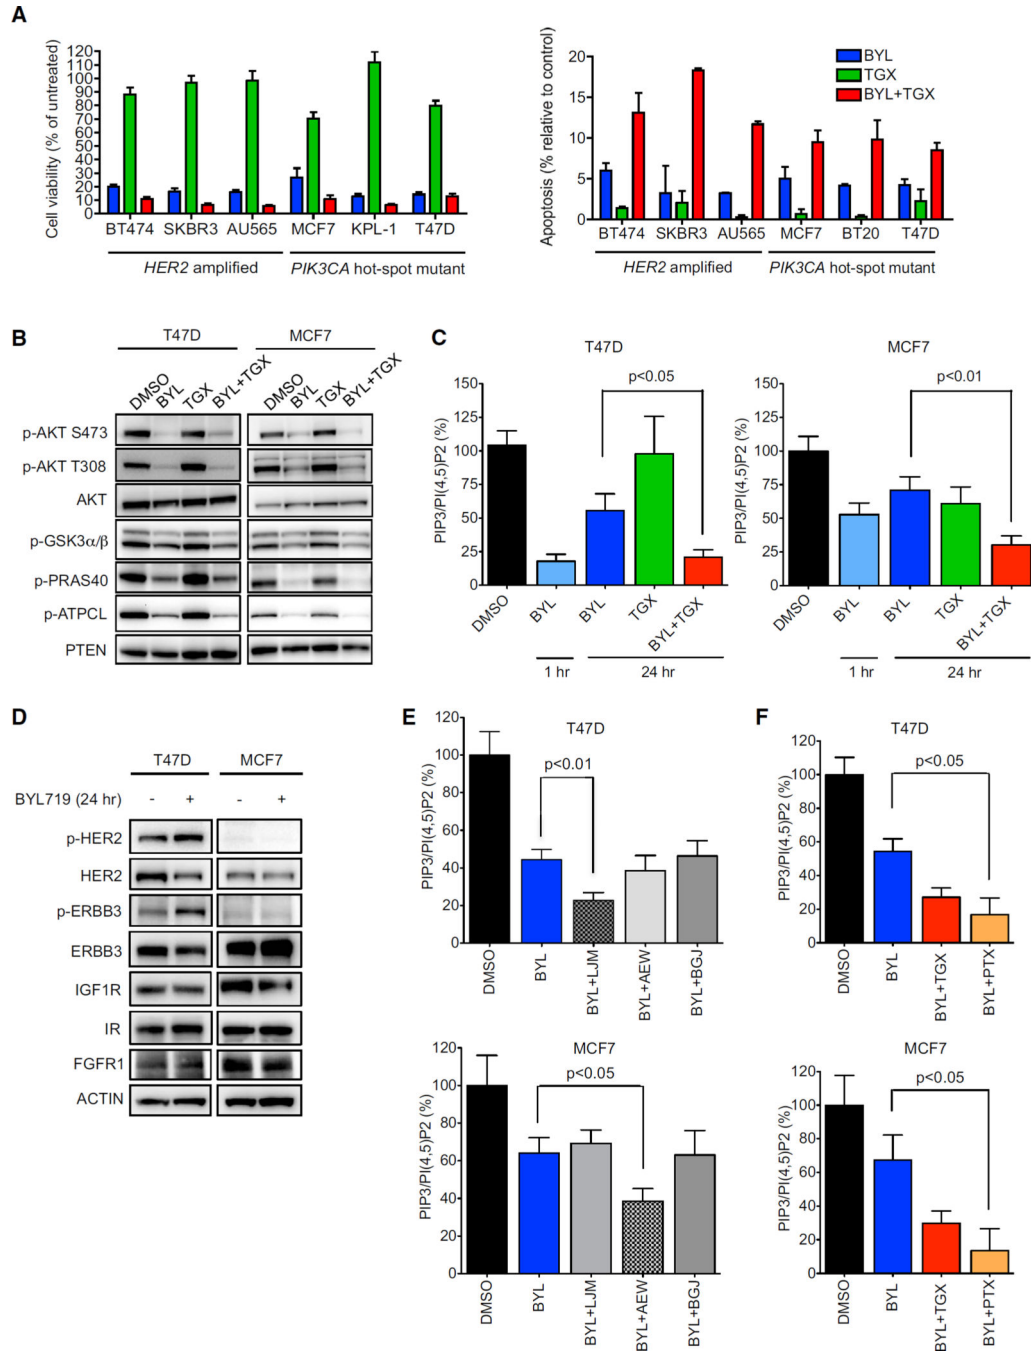 A
Cell viability (% of untreated)
120
110
100
90
80
70
60
50
40
30
20
10
0
BT474 SKBR3 AU565 MCF7 KPL-1 T47D
HER2 amplified PIK3CA hot-spot mutant
Apoptosis (% relative to control)
20
15
10
5
0
BYL
TGX
BYL+TGX
BT474 SKBR3 AU565 MCF7 BT20 T47D
HER2 amplified PIK3CA hot-spot mutant
B
T47D MCF7
DMSO BYL TGX BYL+TGX DMSO BYL TGX BYL+TGX
p-AKT S473
p-AKT T308
AKT
p-GSK3α/β
p-PRAS40
p-ATPCL
PTEN
C
T47D
PIP3/PI(4,5)P2 (%)
150
125
100
75
50
25
0
p<0.05
DMSO BYL BYL TGX BYL+TGX
1 hr 24 hr
MCF7
PIP3/PI(4,5)P2 (%)
150
125
100
75
50
25
0
p<0.01
DMSO BYL BYL TGX BYL+TGX
1 hr 24 hr
D
T47D MCF7
BYL719 (24 hr) - + - +
p-HER2
HER2
p-ERBB3
ERBB3
IGF1R
IR
FGFR1
ACTIN
E
T47D
PIP3/PI(4,5)P2 (%)
120
100
80
60
40
20
0
p<0.01
DMSO BYL BYL+LJM BYL+AEW BYL+BGJ
MCF7
PIP3/PI(4,5)P2 (%)
120
100
80
60
40
20
0
p<0.05
DMSO BYL BYL+LJM BYL+AEW BYL+BGJ
F
T47D
PIP3/PI(4,5)P2 (%)
120
100
80
60
40
20
0
p<0.05
DMSO BYL BYL+TGX BYL+PTX
MCF7
PIP3/PI(4,5)P2 (%)
120
100
80
60
40
20
0
p<0.05
DMSO BYL BYL+TGX BYL+PTX